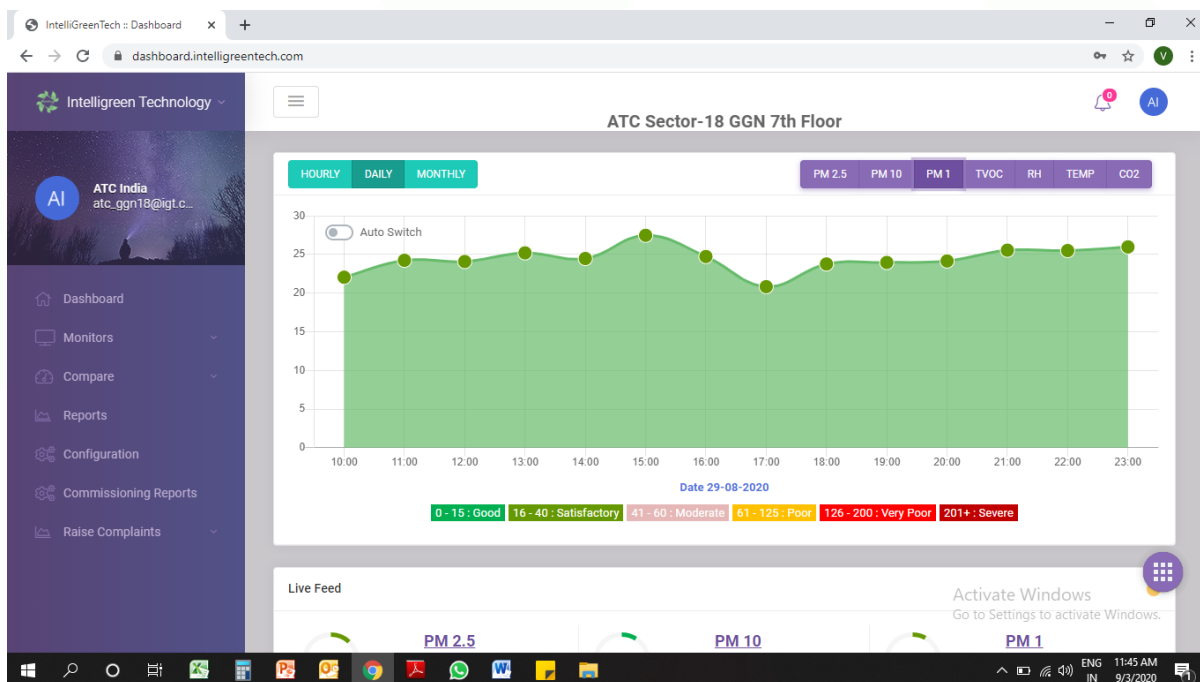 IntelliGreenTech :: Dashboard
dashboard.intelligreentech.com
V
Intelligreen Technology
0
AI
ATC Sector-18 GGN 7th Floor
AI
ATC India
atc_ggn18@igt.c...
Dashboard
Monitors
Compare
Reports
Configuration
Commissioning Reports
Raise Complaints
HOURLY DAILY MONTHLY
PM 2.5 PM 10 PM 1 TVOC RH TEMP CO2
Auto Switch
30
25
20
15
10
5
0
10:00 11:00 12:00 13:00 14:00 15:00 16:00 17:00 18:00 19:00 20:00 21:00 22:00 23:00
Date 29-08-2020
0 - 15 : Good 16 - 40 : Satisfactory 41 - 60 : Moderate 61 - 125 : Poor 126 - 200 : Very Poor 201+ : Severe
Live Feed
Activate Windows
Go to Settings to activate Windows.
PM 2.5 PM 10 PM 1
ENG 11:45 AM
IN 9/3/2020
1